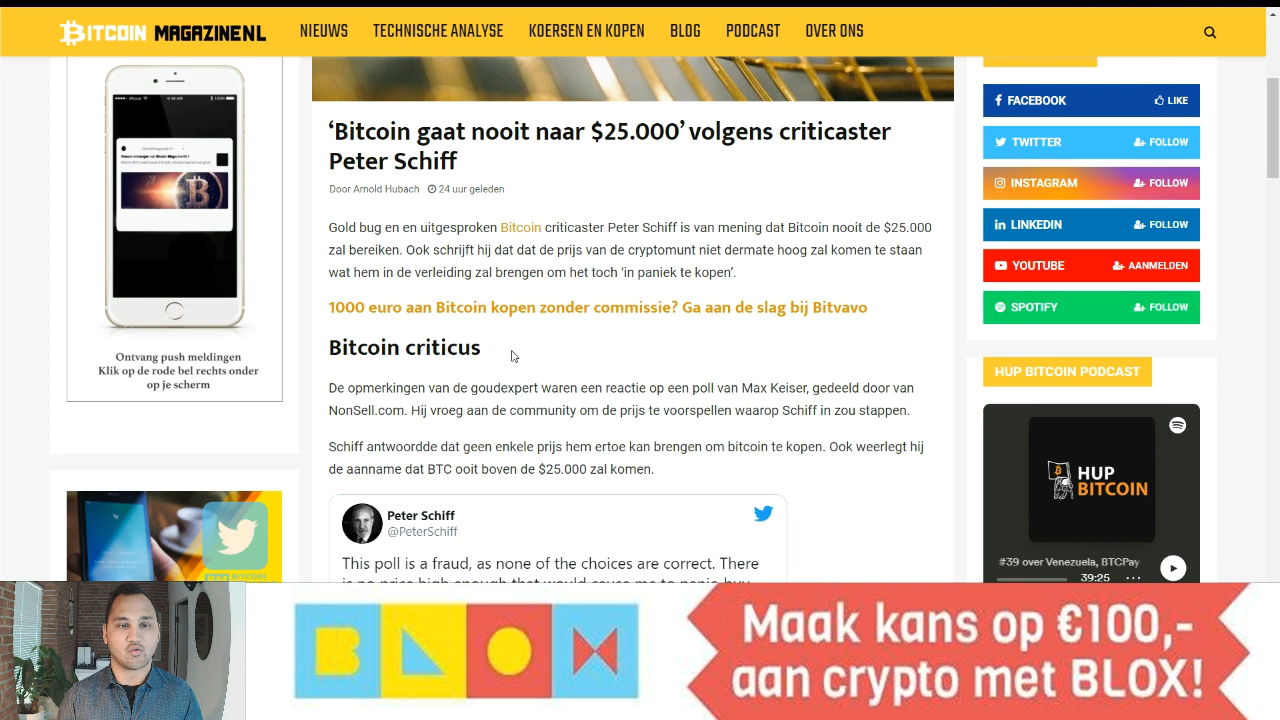 BITCOIN MAGAZINENL
NIEUWS
TECHNISCHE ANALYSE
KOERSEN EN KOPEN
BLOG
PODCAST
OVER ONS
Ontvang push meldingen
Klik op de rode bel rechts onder
op je scherm
‘Bitcoin gaat nooit naar $25.000’ volgens criticaster
Peter Schiff
Door Arnold Hubach
24 uur geleden
Gold bug en en uitgesproken Bitcoin criticaster Peter Schiff is van mening dat Bitcoin nooit de $25.000
zal bereiken. Ook schrijft hij dat dat de prijs van de cryptomunt niet dermate hoog zal komen te staan
wat hem in de verleiding zal brengen om het toch ‘in paniek te kopen’.
1000 euro aan Bitcoin kopen zonder commissie? Ga aan de slag bij Bitvavo
Bitcoin criticus
De opmerkingen van de goudexpert waren een reactie op een poll van Max Keiser, gedeeld door van
NonSell.com. Hij vroeg aan de community om de prijs te voorspellen waarop Schiff in zou stappen.
Schiff antwoordde dat geen enkele prijs hem ertoe kan brengen om bitcoin te kopen. Ook weerlegt hij
de aanname dat BTC ooit boven de $25.000 zal komen.
Peter Schiff
@PeterSchiff
This poll is a fraud, as none of the choices are correct. There
FACEBOOK LIKE
TWITTER FOLLOW
INSTAGRAM FOLLOW
LINKEDIN FOLLOW
YOUTUBE AANMELDEN
SPOTIFY FOLLOW
HUP BITCOIN PODCAST
HUP
BITCOIN
#39 over Venezuela, BTCPay
39:25
BLOX
Maak kans op €100,-
aan crypto met BLOX!